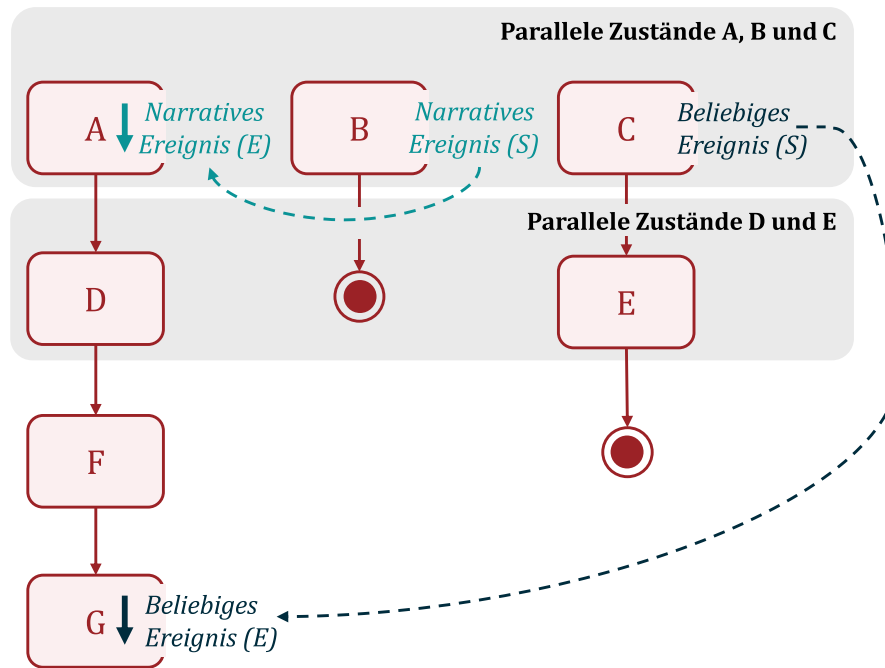 Parallele Zustände A, B und C
A
Narratives
Ereignis (E)
B
Narratives
Ereignis (S)
C
Beliebiges
Ereignis (S)
Parallele Zustände D und E
D
E
F
G
Beliebiges
Ereignis (E)